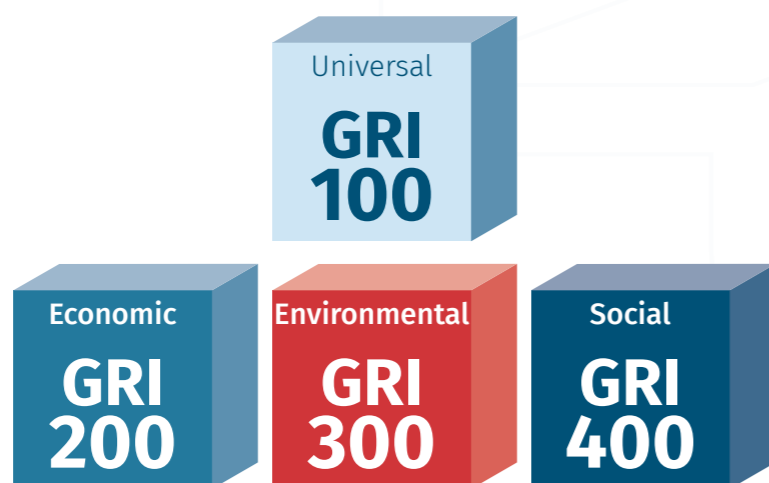 Universal
GRI
100
Economic
GRI
200
Environmental
GRI
300
Social
GRI
400